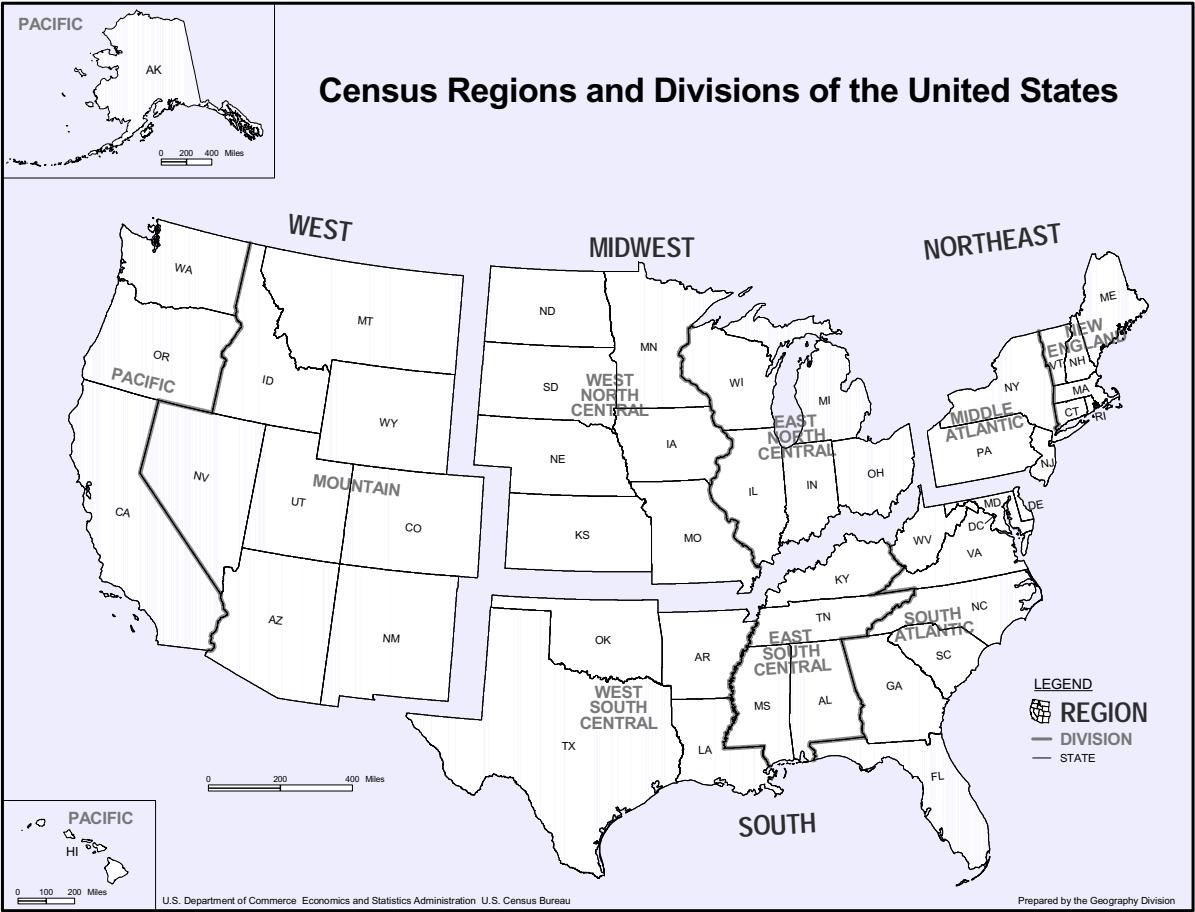 PACIFIC
AK
0 200 400 Miles
Census Regions and Divisions of the United States
WEST
MIDWEST
NORTHEAST
WA
MT
ND
MN
ME
OR
ID
SD
WI
MI
NY
NEW
ENGLAND
VT
NH
MA
CT
RI
PACIFIC
WY
WEST
NORTH
CENTRAL
IA
NE
EAST
NORTH
CENTRAL
MIDDLE
ATLANTIC
PA
NJ
NV
UT
MOUNTAIN
CO
CA
KS
MO
IL
IN
OH
MD
DE
DC
WV
VA
KY
AZ
NM
OK
AR
TN
NC
SOUTH
ATLANTIC
SC
EAST
SOUTH
CENTRAL
MS
AL
GA
WEST
SOUTH
CENTRAL
TX
LA
FL
SOUTH
LEGEND
REGION
DIVISION
STATE
0 200 400 Miles
PACIFIC
HI
0 100 200 Miles
U.S. Department of Commerce Economics and Statistics Administration U.S. Census Bureau
Prepared by the Geography Division